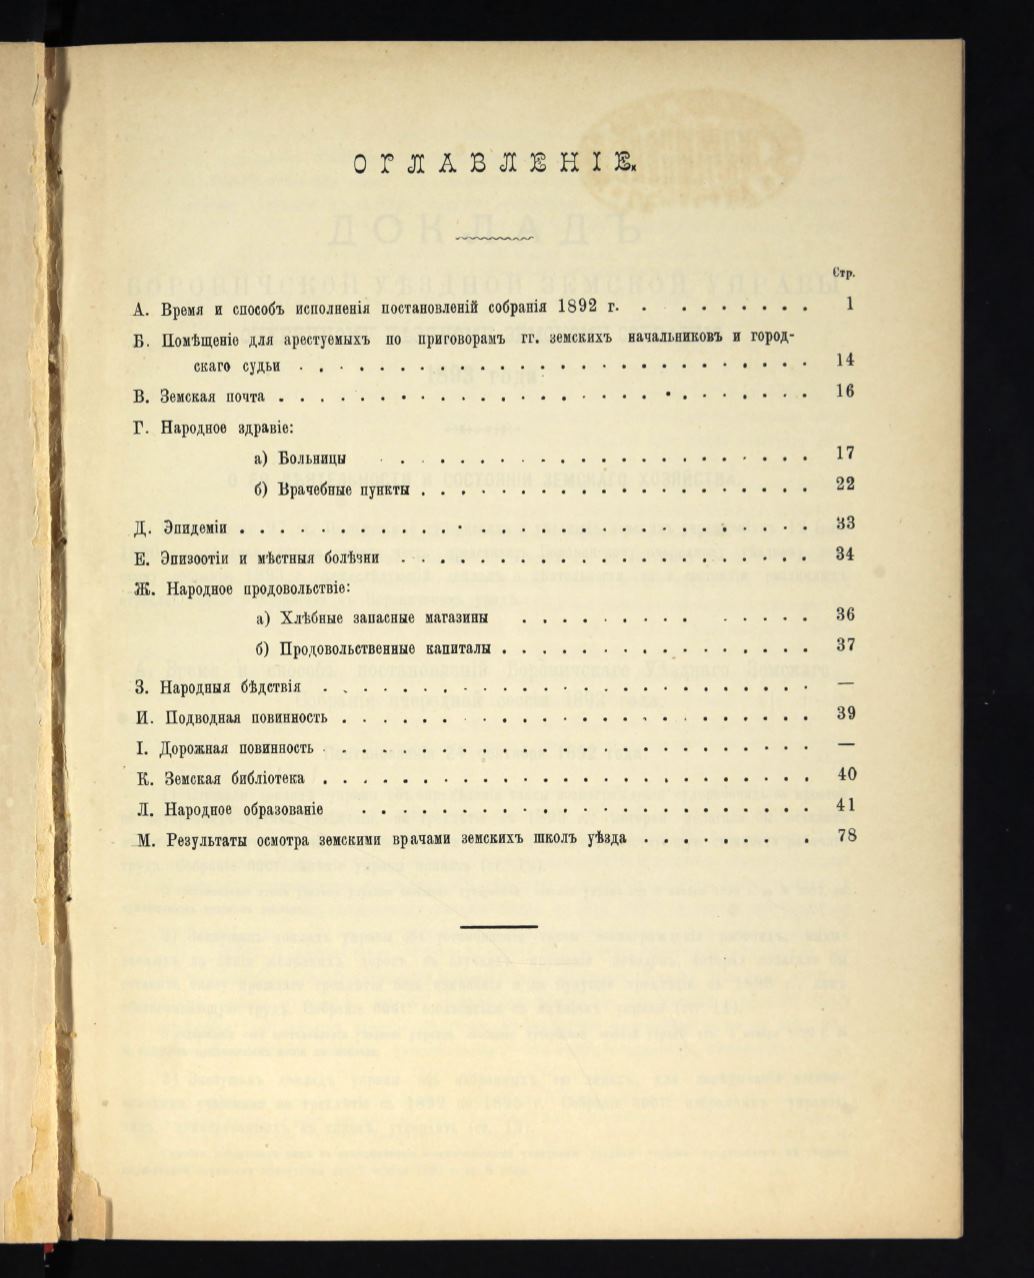 ОГЛАВЛЕНІЕ.
Стр.
А. Время и способъ исполненія постановленій собранія 1892 г. . . . . . . . . . 1
Б. Помѣщеніе для арестуемыхъ по приговорамъ гг. земскихъ начальниковъ и город-
скаго судьи . . . . . . . . . . . . . . . . . . . . . . . . . . 14
В. Земская почта . . . . . . . . . . . . . . . . . . . . . . . . . . . 16
Г. Народное здравіе:
а) Больницы . . . . . . . . . . . . . . . . . . . . . . 17
б) Врачебные пункты . . . . . . . . . . . . . . . . . . . . 22
Д. Эпидеміи . . . . . . . . . . . . . . . . . . . . . . . . . . . . . 33
Е. Эпизоотіи и мѣстныя болѣзни . . . . . . . . . . . . . . . . . . . . . 34
Ж. Народное продовольствіе:
а) Хлѣбные запасные магазины . . . . . . . . . . . . . . 36
б) Продовольственные капиталы . . . . . . . . . . . . . . . . 37
З. Народныя бѣдствія . . . . . . . . . . . . . . . . . . . . . . . . . —
И. Подводная повинность . . . . . . . . . . . . . . . . . . . . . . . . 39
І. Дорожная повинность . . . . . . . . . . . . . . . . . . . . . . . . . —
К. Земская библіотека . . . . . . . . . . . . . . . . . . . . . . . . . 40
Л. Народное образованіе . . . . . . . . . . . . . . . . . . . . . . . 41
М. Результаты осмотра земскими врачами земскихъ школъ уѣзда . . . . . . . . . 78